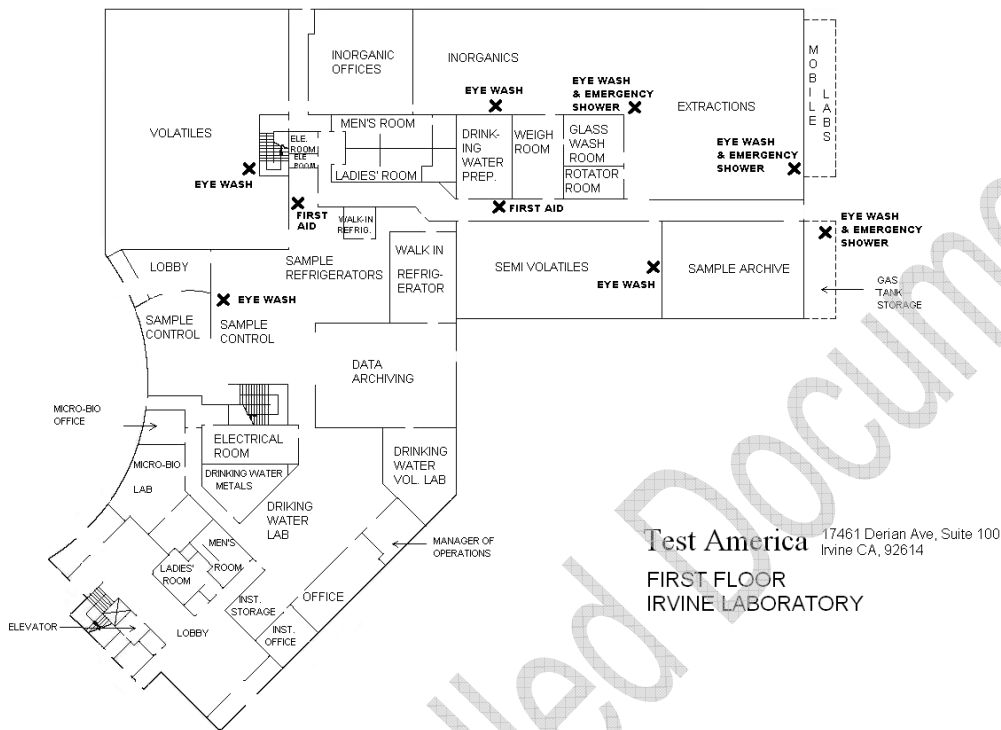 INORGANIC
OFFICES
INORGANICS
MOBILE
LABS
EYE WASH
EYE WASH
& EMERGENCY
SHOWER
EXTRACTIONS
VOLATILES
MEN'S ROOM
ELE.
ROOM
ELE.
ROOM
LADIES' ROOM
DRINK-
ING
WATER
PREP.
WEIGH
ROOM
GLASS
WASH
ROOM
ROTATOR
ROOM
EYE WASH
& EMERGENCY
SHOWER
EYE WASH
FIRST
AID
FIRST AID
WALK-IN
REFRIG.
EYE WASH
& EMERGENCY
SHOWER
LOBBY
SAMPLE
REFRIGERATORS
WALK IN
REFRIG-
ERATOR
SEMI VOLATILES
EYE WASH
SAMPLE ARCHIVE
GAS
TANK
STORAGE
EYE WASH
SAMPLE
CONTROL
SAMPLE
CONTROL
DATA
ARCHIVING
MICRO-BIO
OFFICE
ELECTRICAL
ROOM
MICRO-BIO
LAB
DRINKING WATER
METALS
DRINKING
WATER
VOL. LAB
DRIKING
WATER LAB
MEN'S
ROOM
LADIES'
ROOM
MANAGER OF
OPERATIONS
INST.
STORAGE
OFFICE
INST.
OFFICE
ELEVATOR
LOBBY
Test America
17461 Derian Ave, Suite 100
Irvine CA, 92614
FIRST FLOOR
IRVINE LABORATORY
lled Docume